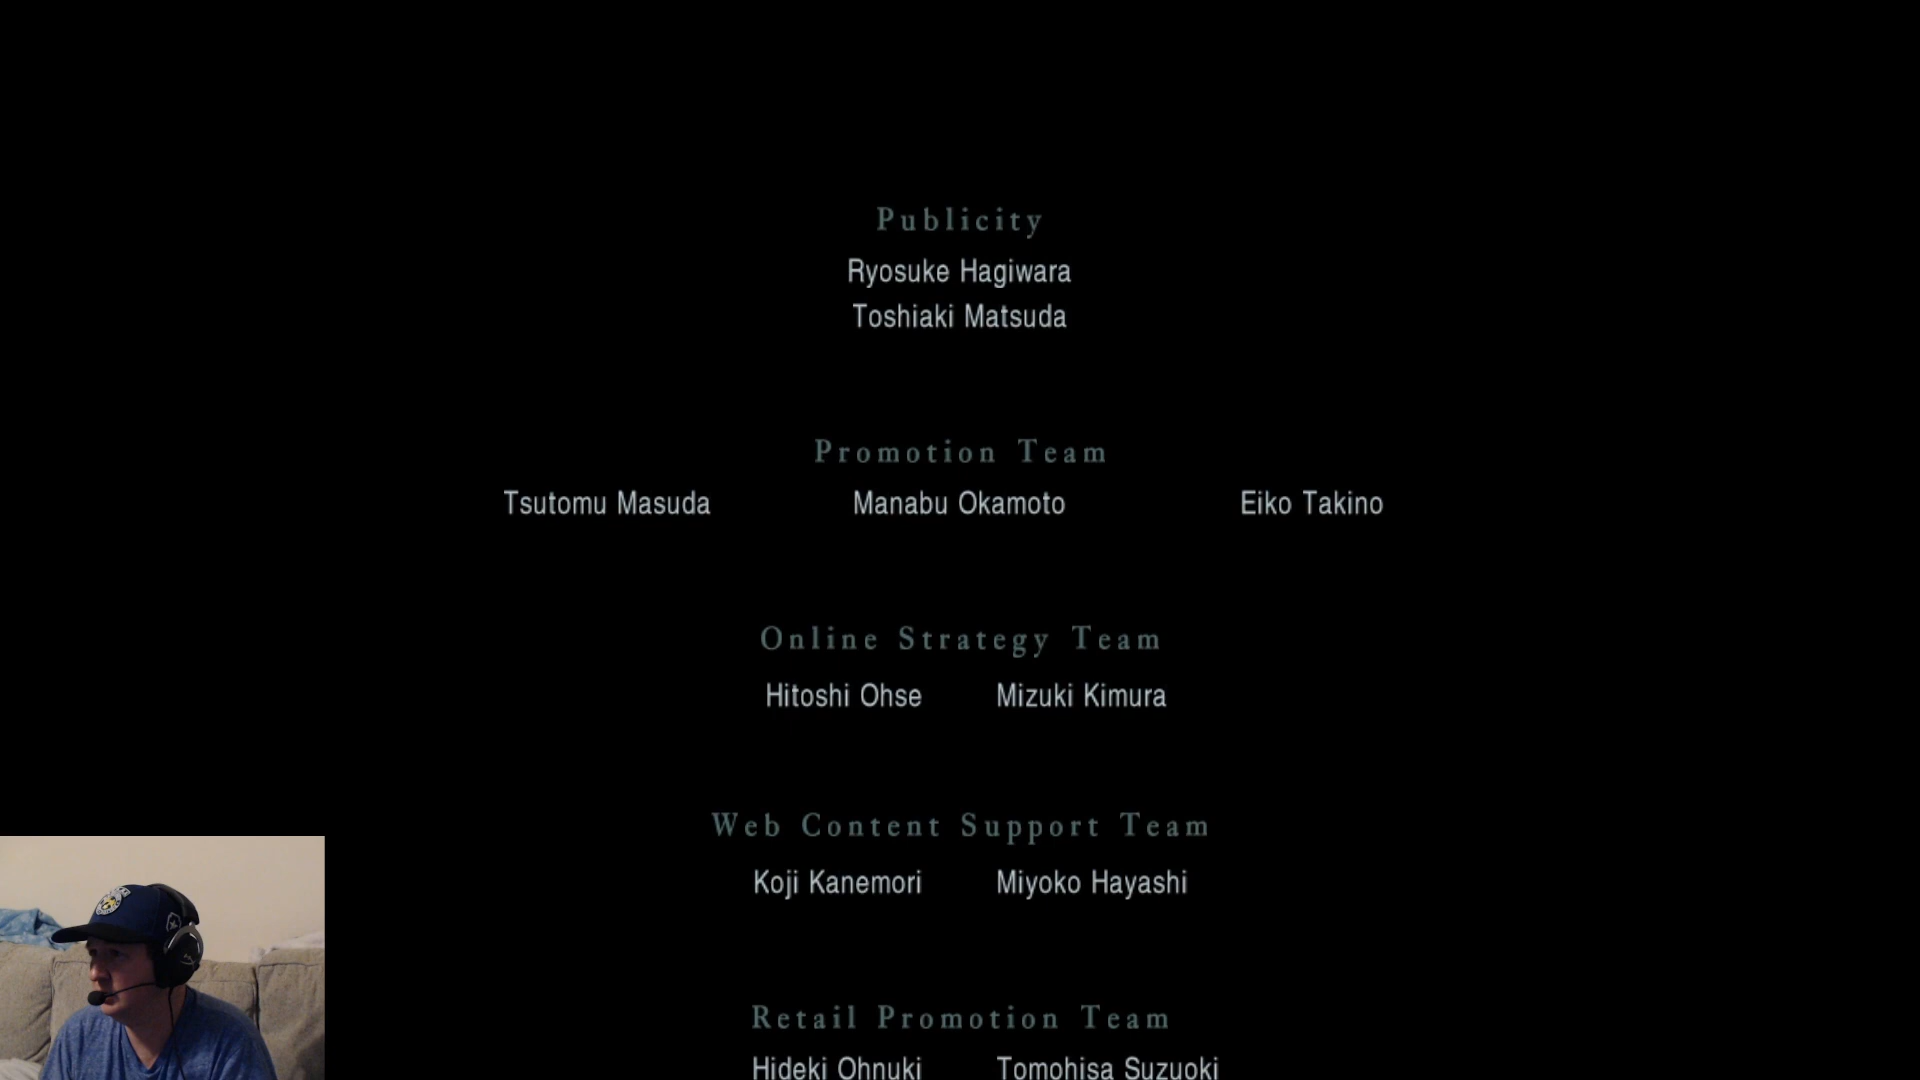 Publicity
Ryosuke Hagiwara
Toshiaki Matsuda
Promotion Team
Tsutomu Masuda Manabu Okamoto Eiko Takino
Online Strategy Team
Hitoshi Ohse Mizuki Kimura
Web Content Support Team
Koji Kanemori Miyoko Hayashi
Retail Promotion Team
Hideki Ohnuki Tomohisa Suzuoki